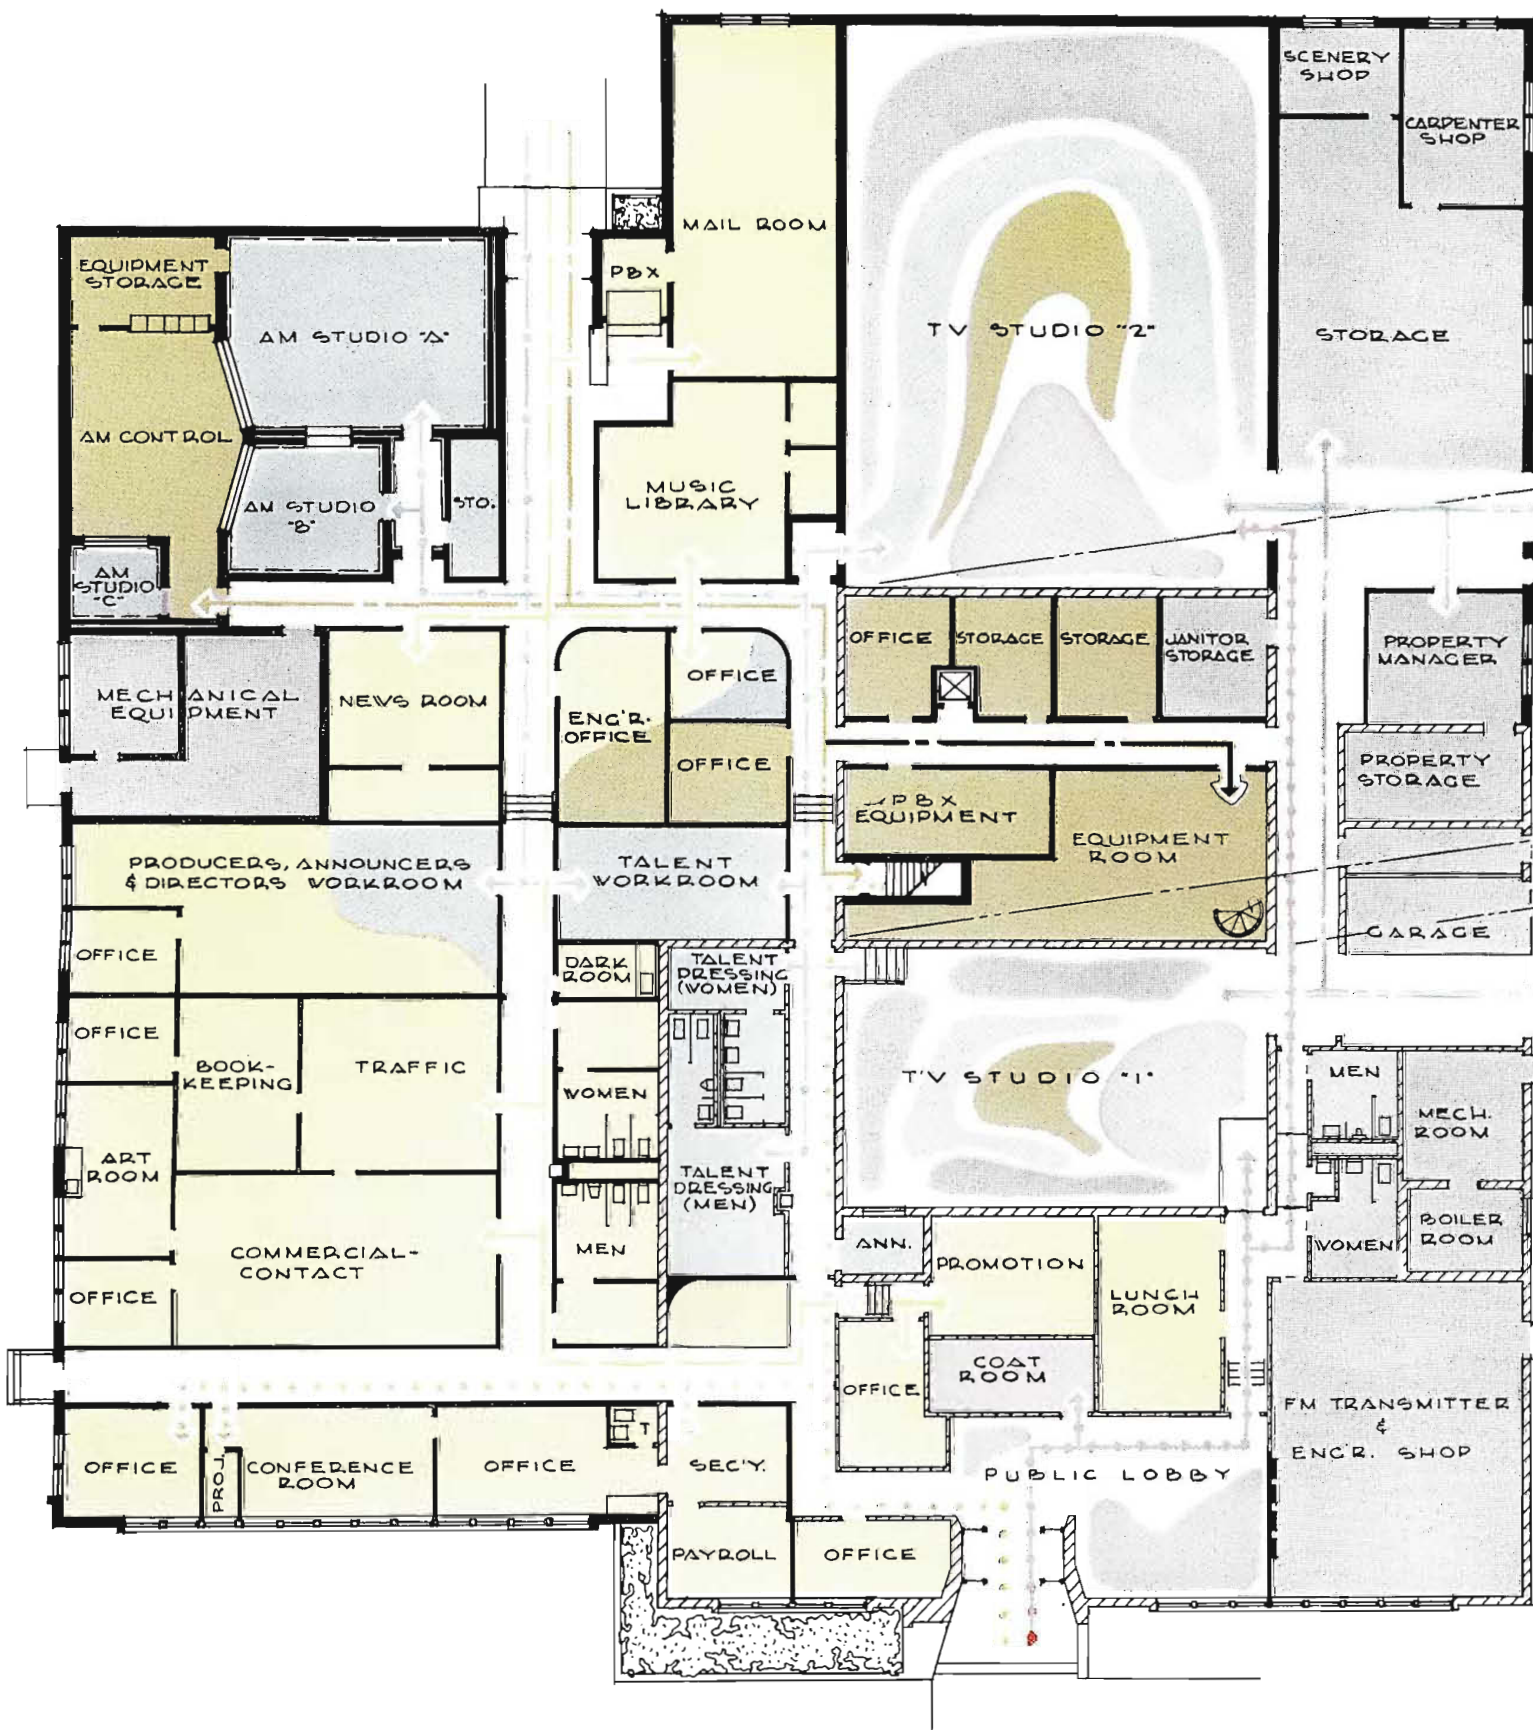 SCENERY
SHOP
CARPENTER
SHOP
MAIL ROOM
PBX
EQUIPMENT
STORAGE
AM STUDIO "A"
TV STUDIO "2"
STORAGE
AM CONTROL
AM STUDIO
"B"
STO.
MUSIC
LIBRARY
AM
STUDIO
"C"
OFFICE
STORAGE
STORAGE
JANITOR
STORAGE
PROPERTY
MANAGER
MECHANICAL
EQUIPMENT
NEWS ROOM
ENG'R.
OFFICE
OFFICE
OFFICE
PROPERTY
STORAGE
PBX
EQUIPMENT
EQUIPMENT
ROOM
PRODUCERS, ANNOUNCERS
& DIRECTORS WORKROOM
TALENT
WORKROOM
GARAGE
OFFICE
DARK
ROOM
TALENT
DRESSING
(WOMEN)
OFFICE
BOOK-
KEEPING
TRAFFIC
WOMEN
TV STUDIO "1"
MEN
MECH.
ROOM
ART
ROOM
TALENT
DRESSING
(MEN)
BOILER
ROOM
WOMEN
COMMERCIAL-
CONTACT
MEN
ANN.
PROMOTION
LUNCH
ROOM
OFFICE
COAT
ROOM
OFFICE
FM TRANSMITTER
&
ENG'R. SHOP
OFFICE
PROJ.
CONFERENCE
ROOM
OFFICE
T
SEC'Y.
PUBLIC LOBBY
PAYROLL
OFFICE